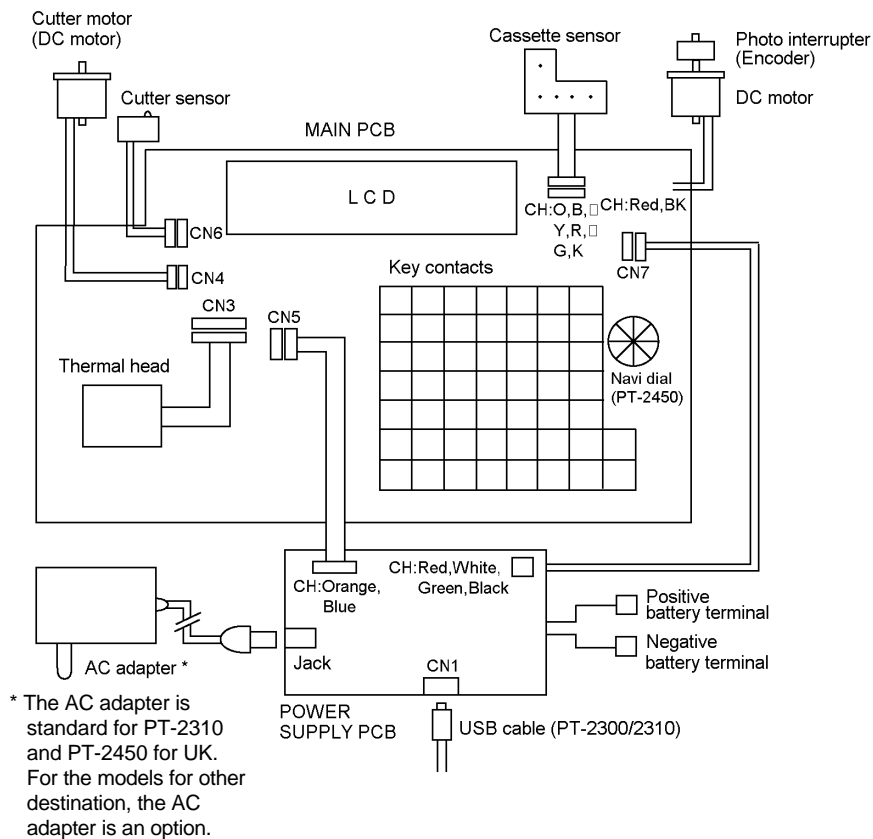 Cutter motor
(DC motor)
Cutter sensor
MAIN PCB
Cassette sensor
Photo interrupter
(Encoder)
DC motor
LCD
CH:O,B,□
Y,R,□
G,K
CH:Red,BK
CN6
CN4
CN7
Key contacts
CN3
CN5
Thermal head
Navi dial
(PT-2450)
CH:Orange,
Blue
CH:Red,White,
Green,Black
Positive
battery terminal
Negative
battery terminal
Jack
CN1
AC adapter *
POWER
SUPPLY PCB
USB cable (PT-2300/2310)
* The AC adapter is
standard for PT-2310
and PT-2450 for UK.
For the models for other
destination, the AC
adapter is an option.